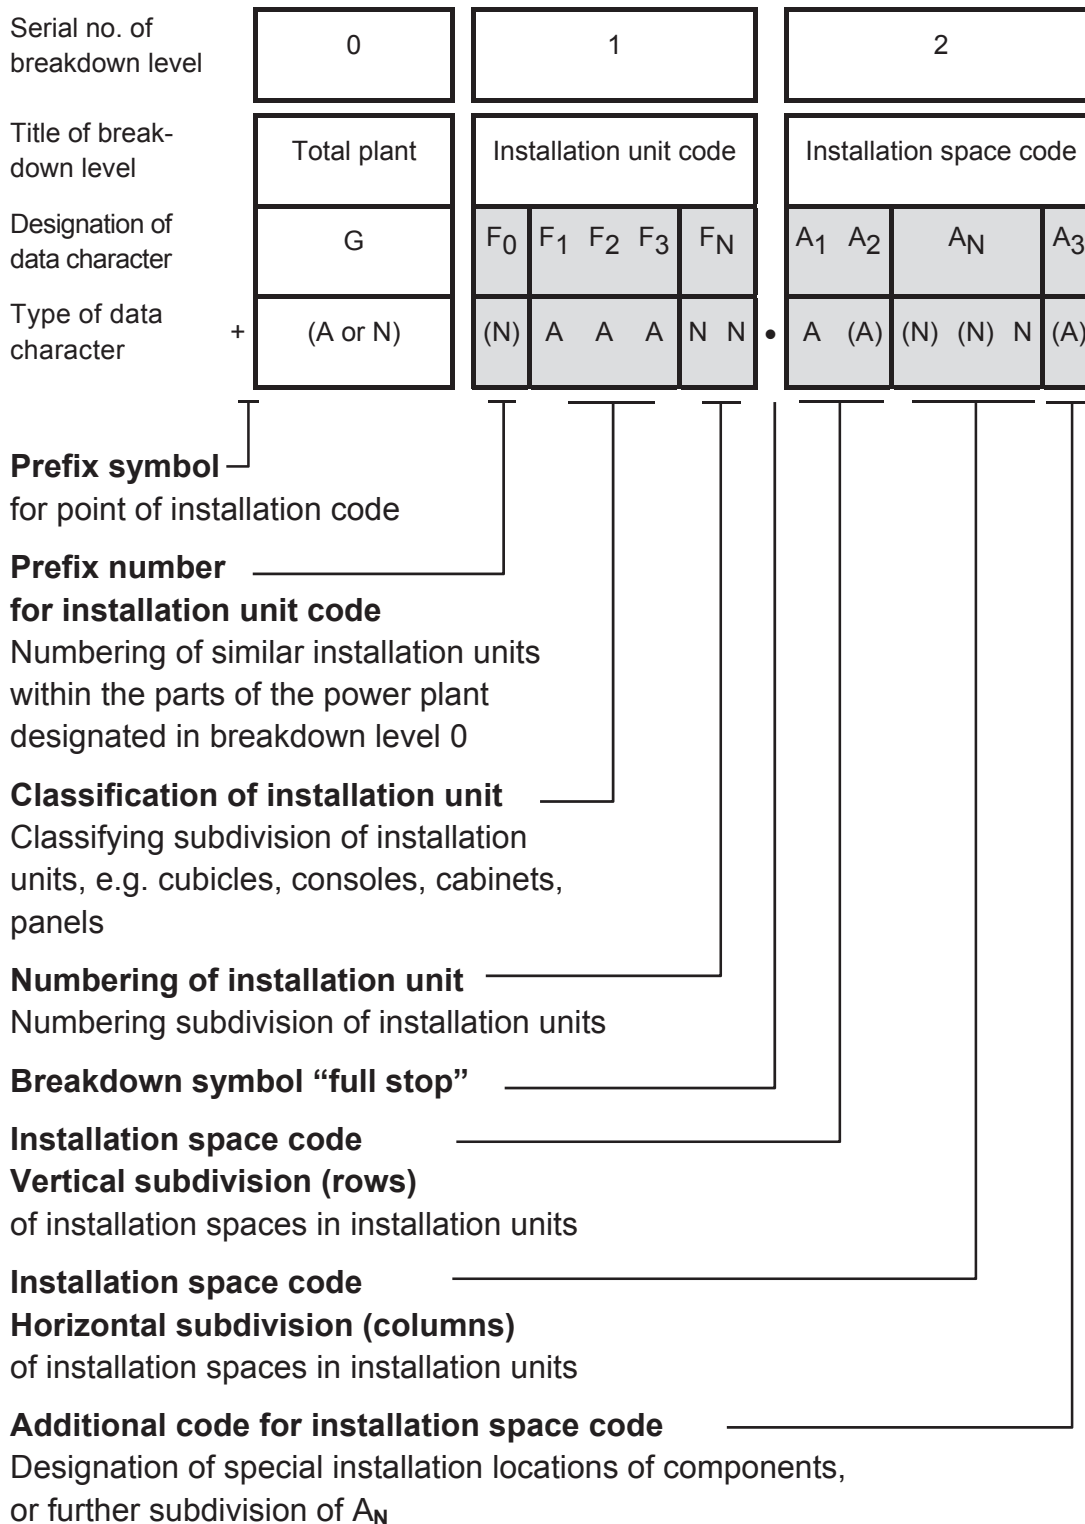 Serial no. of
breakdown level
0
1
2
Title of break-
down level
Total plant
Installation unit code
Installation space code
Designation of
data character
G
F0 F1 F2 F3 FN
A1 A2 AN A3
Type of data
character
+ (A or N) (N) A A A N N • A (A) (N) (N) N (A)
Prefix symbol
for point of installation code
Prefix number
for installation unit code
Numbering of similar installation units
within the parts of the power plant
designated in breakdown level 0
Classification of installation unit
Classifying subdivision of installation
units, e.g. cubicles, consoles, cabinets,
panels
Numbering of installation unit
Numbering subdivision of installation units
Breakdown symbol “full stop”
Installation space code
Vertical subdivision (rows)
of installation spaces in installation units
Installation space code
Horizontal subdivision (columns)
of installation spaces in installation units
Additional code for installation space code
Designation of special installation locations of components,
or further subdivision of AN